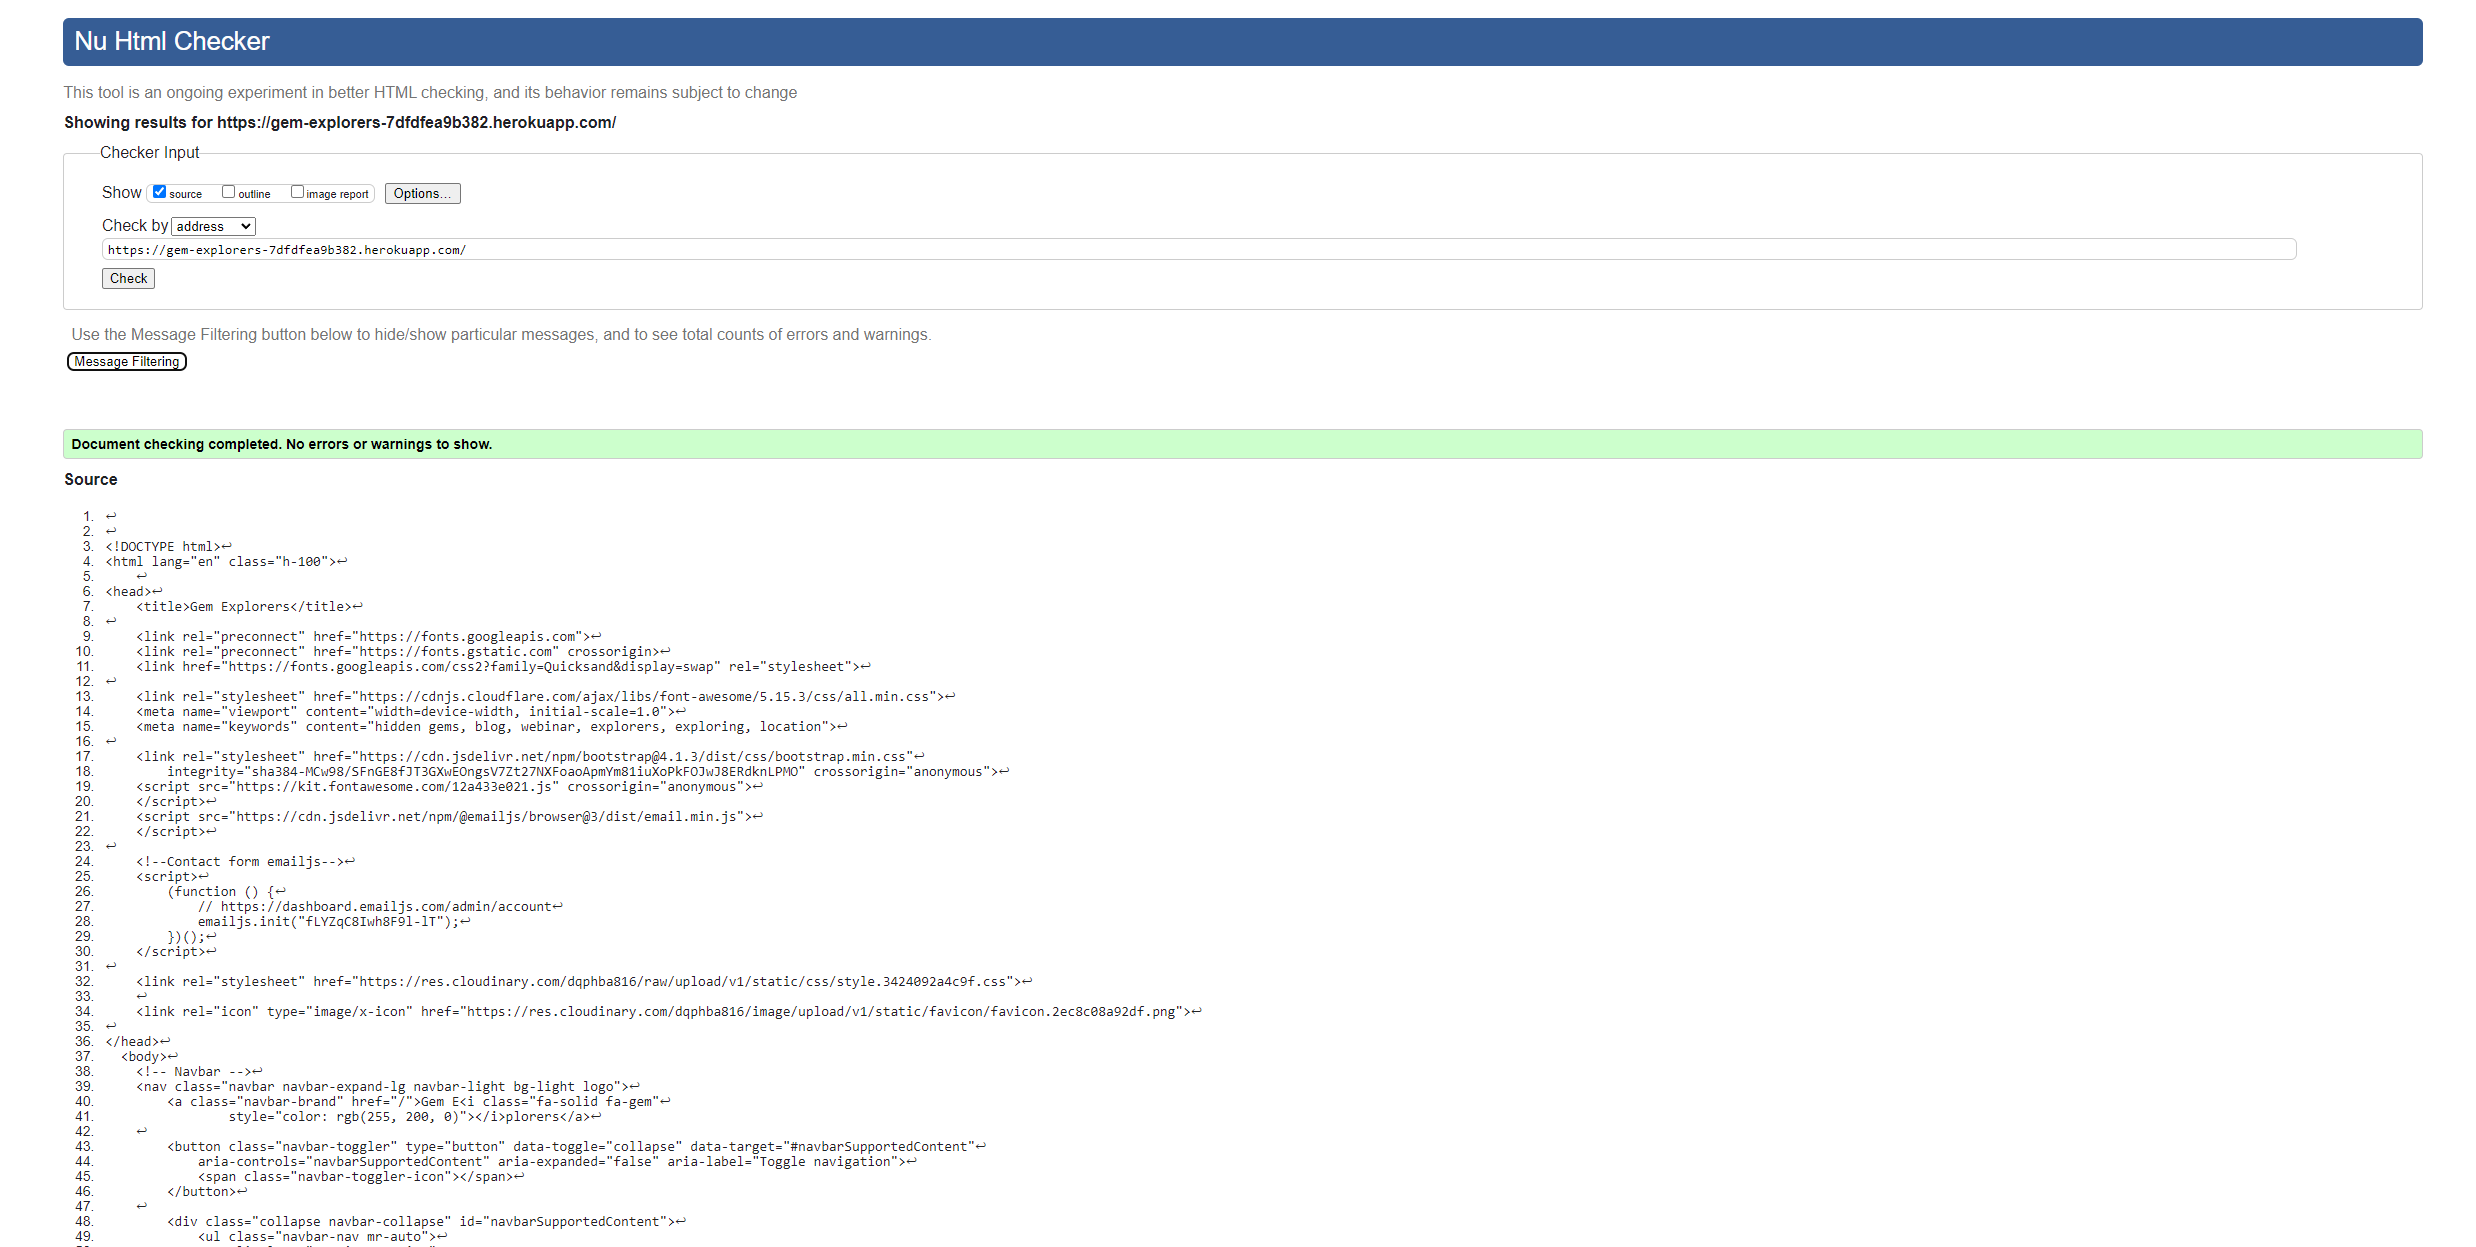 Nu Html Checker
This tool is an ongoing experiment in better HTML checking, and its behavior remains subject to change
Showing results for https://gem-explorers-7dfdfea9b382.herokuapp.com/
Checker Input
Show source outline image report Options...
Check by address
https://gem-explorers-7dfdfea9b382.herokuapp.com/
Check
Use the Message Filtering button below to hide/show particular messages, and to see total counts of errors and warnings.
Message Filtering
Document checking completed. No errors or warnings to show.
Source
1. ↩
2. ↩
3. <!DOCTYPE html>↩
4. <html lang="en" class="h-100">↩
5.     ↩
6. <head>↩
7.     <title>Gem Explorers</title>↩
8. ↩
9.     <link rel="preconnect" href="https://fonts.googleapis.com">↩
10.     <link rel="preconnect" href="https://fonts.gstatic.com" crossorigin>↩
11.     <link href="https://fonts.googleapis.com/css2?family=Quicksand&display=swap" rel="stylesheet">↩
12. ↩
13.     <link rel="stylesheet" href="https://cdnjs.cloudflare.com/ajax/libs/font-awesome/5.15.3/css/all.min.css">↩
14.     <meta name="viewport" content="width=device-width, initial-scale=1.0">↩
15.     <meta name="keywords" content="hidden gems, blog, webinar, explorers, exploring, location">↩
16. ↩
17.     <link rel="stylesheet" href="https://cdn.jsdelivr.net/npm/bootstrap@4.1.3/dist/css/bootstrap.min.css"↩
18.         integrity="sha384-MCw98/SFnGE8fJT3GXwEOngsV7Zt27NXFoaoApmYm81iuXoPkFOJwJ8ERdknLPMO" crossorigin="anonymous">↩
19.     <script src="https://kit.fontawesome.com/12a433e021.js" crossorigin="anonymous">↩
20.     </script>↩
21.     <script src="https://cdn.jsdelivr.net/npm/@emailjs/browser@3/dist/email.min.js">↩
22.     </script>↩
23. ↩
24.     <!--Contact form emailjs-->↩
25.     <script>↩
26.         (function () {↩
27.             // https://dashboard.emailjs.com/admin/account↩
28.             emailjs.init("fLYZqC8Iwh8F9l-lT");↩
29.         })();↩
30.     </script>↩
31. ↩
32.     <link rel="stylesheet" href="https://res.cloudinary.com/dqphba816/raw/upload/v1/static/css/style.3424092a4c9f.css">↩
33.     ↩
34.     <link rel="icon" type="image/x-icon" href="https://res.cloudinary.com/dqphba816/image/upload/v1/static/favicon/favicon.2ec8c08a92df.png">↩
35. ↩
36. </head>↩
37.   <body>↩
38.     <!-- Navbar -->↩
39.     <nav class="navbar navbar-expand-lg navbar-light bg-light logo">↩
40.         <a class="navbar-brand" href="/">Gem E<i class="fa-solid fa-gem"↩
41.                 style="color: rgb(255, 200, 0)"></i>plorers</a>↩
42.     ↩
43.         <button class="navbar-toggler" type="button" data-toggle="collapse" data-target="#navbarSupportedContent"↩
44.             aria-controls="navbarSupportedContent" aria-expanded="false" aria-label="Toggle navigation">↩
45.             <span class="navbar-toggler-icon"></span>↩
46.         </button>↩
47.     ↩
48.         <div class="collapse navbar-collapse" id="navbarSupportedContent">↩
49.             <ul class="navbar-nav mr-auto">↩